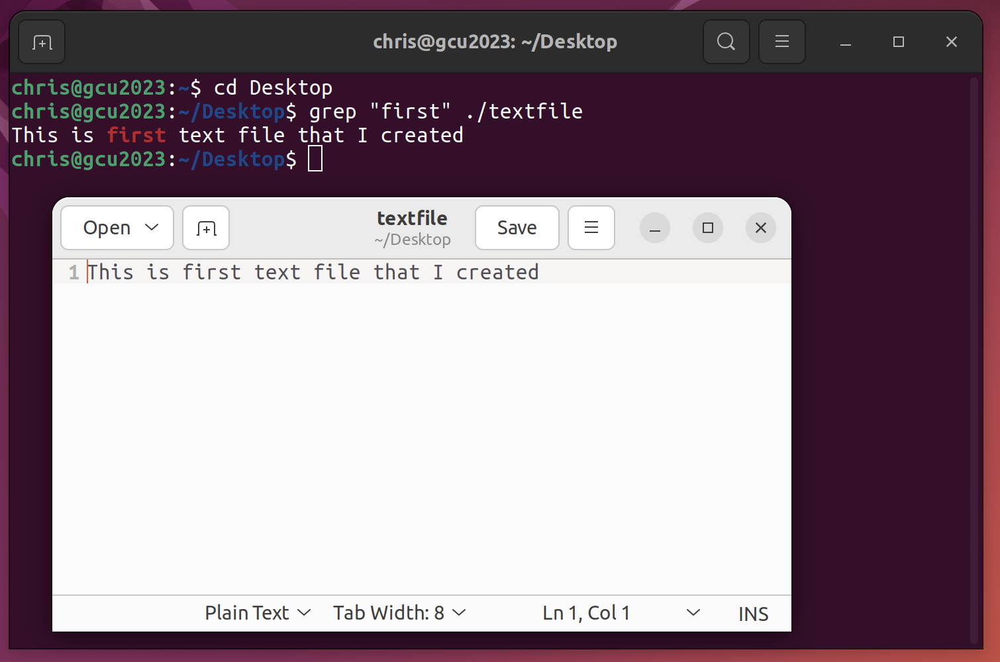 chris@gcu2023: ~/Desktop
chris@gcu2023:~$ cd Desktop
chris@gcu2023:~/Desktop$ grep "first" ./textfile
This is first text file that I created
chris@gcu2023:~/Desktop$
Open
textfile
~/Desktop
Save
1 This is first text file that I created
Plain Text Tab Width: 8 Ln 1, Col 1 INS